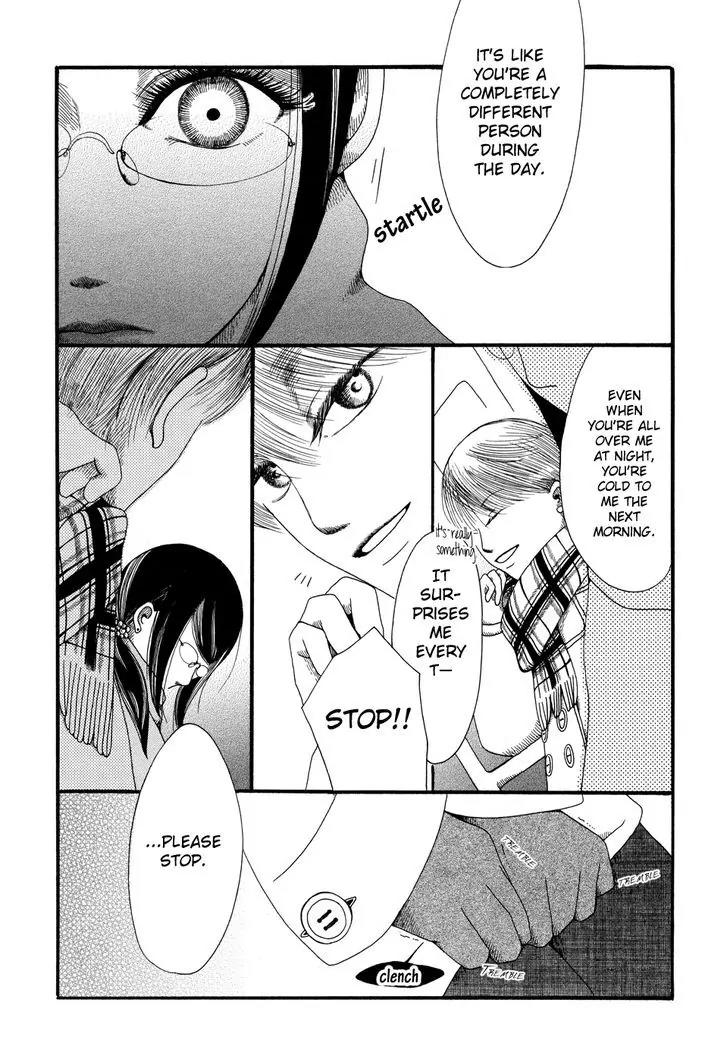 IT'S LIKE
YOU'RE A
COMPLETELY
DIFFERENT
PERSON
DURING
THE DAY.
startle
EVEN
WHEN
YOU'RE ALL
OVER ME
AT NIGHT,
YOU'RE
COLD TO
ME THE
NEXT
MORNING.
it's really
something
IT
SUR-
PRISES
ME
EVERY
T—
STOP!!
...PLEASE
STOP.
TREMBLE
TREMBLE
TREMBLE
clench